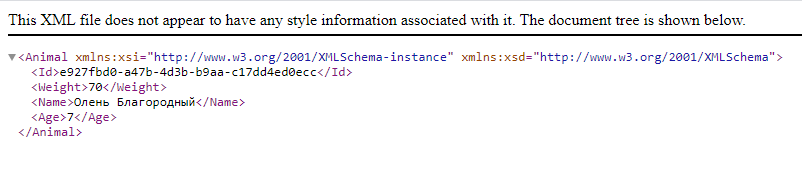 This XML file does not appear to have any style information associated with it. The document tree is shown below.
<Animal xmlns:xsi="http://www.w3.org/2001/XMLSchema-instance" xmlns:xsd="http://www.w3.org/2001/XMLSchema">
<Id>e927fbd0-a47b-4d3b-b9aa-c17dd4ed0ecc</Id>
<Weight>70</Weight>
<Name>Олень Благородный</Name>
<Age>7</Age>
</Animal>